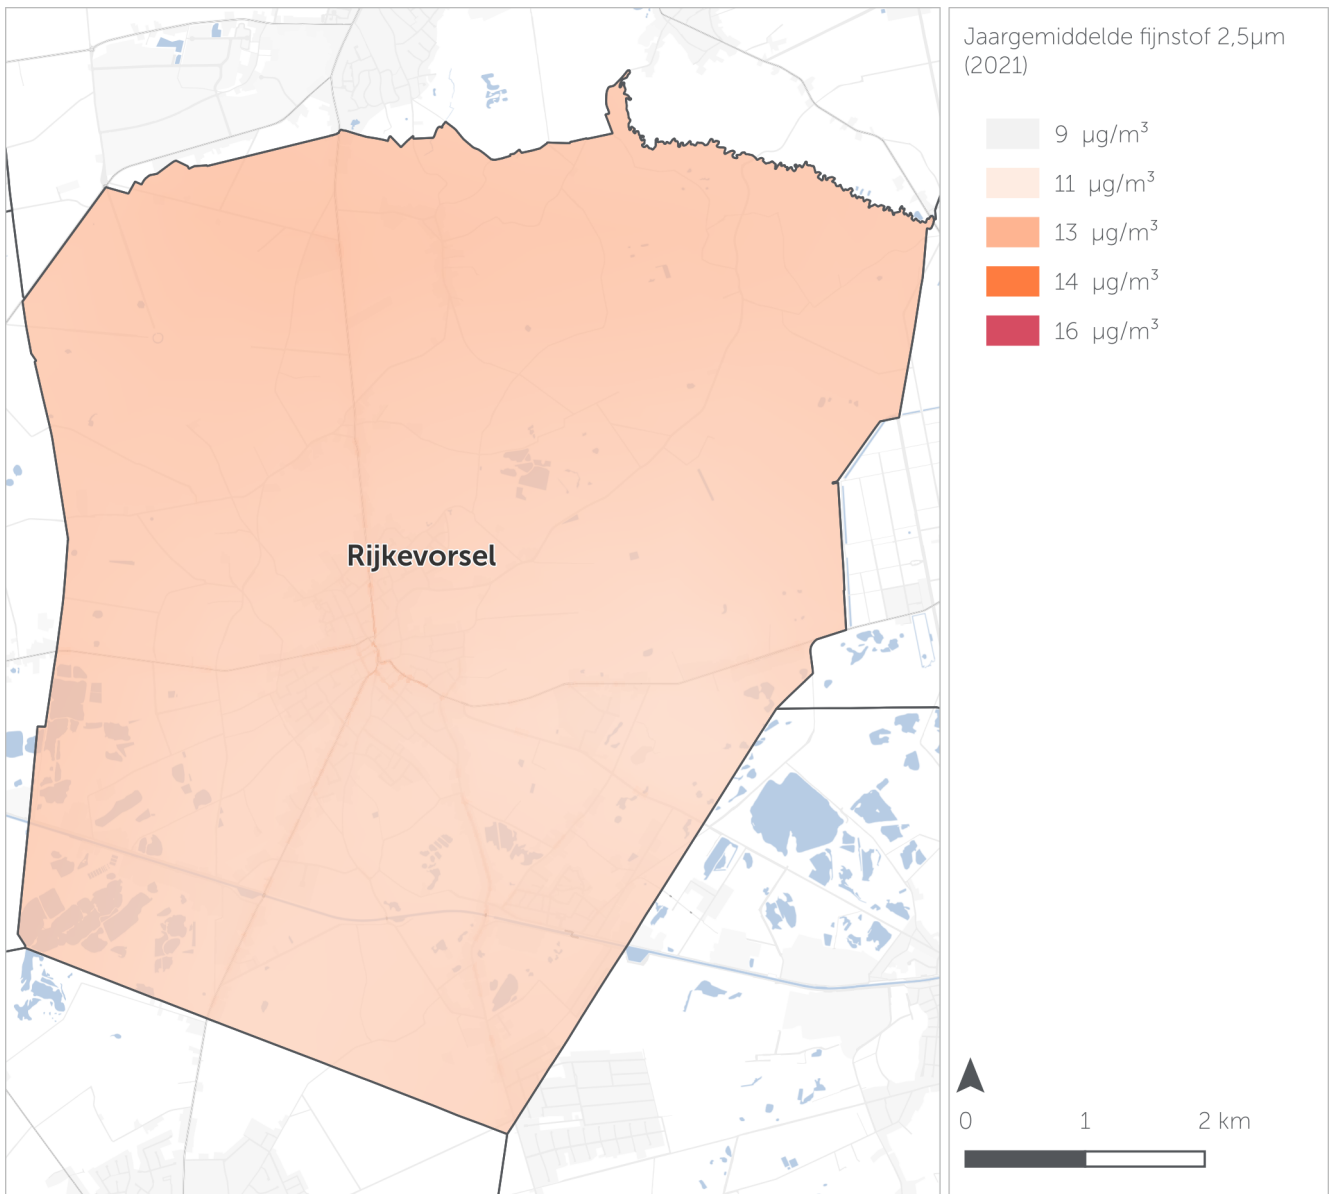 Jaargemiddelde fijnstof 2,5µm
(2021)
9 µg/m³
11 µg/m³
13 µg/m³
14 µg/m³
16 µg/m³
Rijkevorsel
0 1 2 km